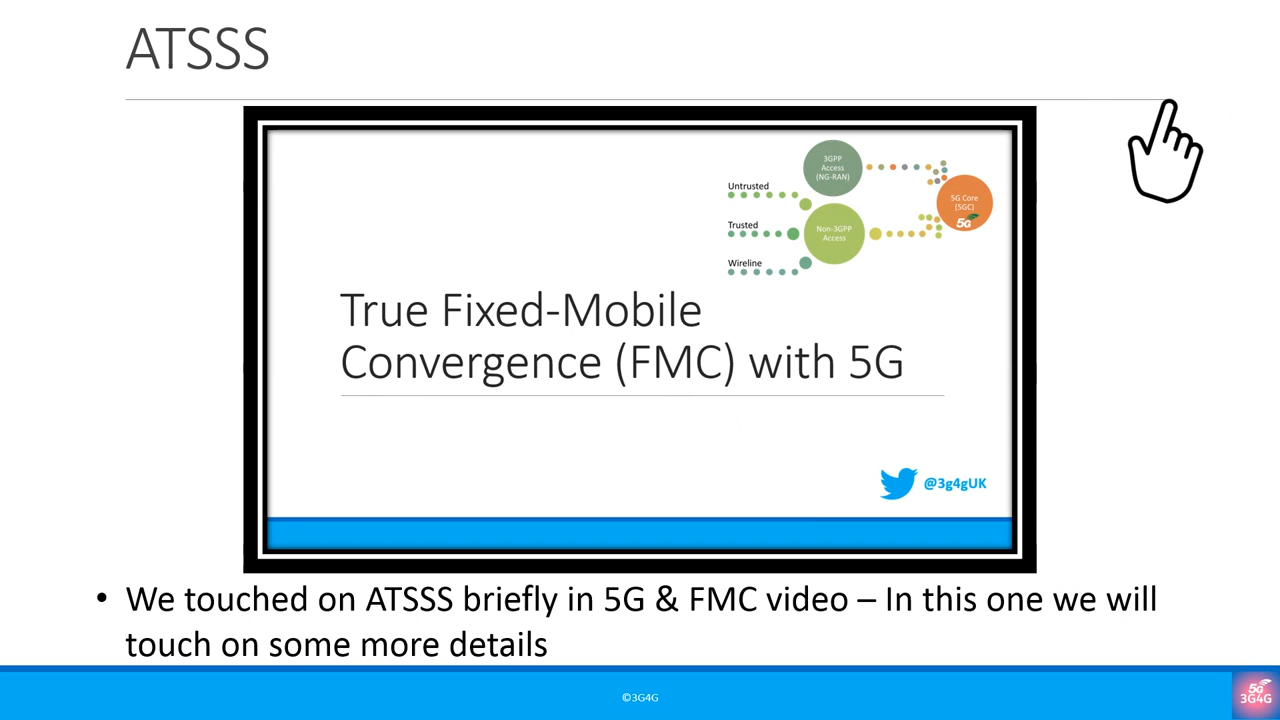 ATSSS
3GPP
Access
(NG-RAN)
Untrusted
5G Core
(5GC)
5G
Trusted
Non-3GPP
Access
Wireline
True Fixed-Mobile
Convergence (FMC) with 5G
@3g4gUK
• We touched on ATSSS briefly in 5G & FMC video – In this one we will
touch on some more details
©3G4G
5G
3G4G